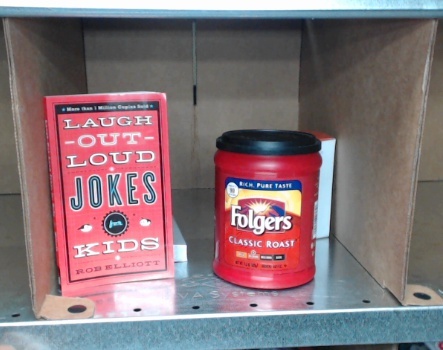 More than 1 Million Copies Sold
LAUGH
-OUT-
LOUD
JOKES
for
KIDS
ROB ELLIOTT
RICH, PURE TASTE
Folgers
CLASSIC ROAST